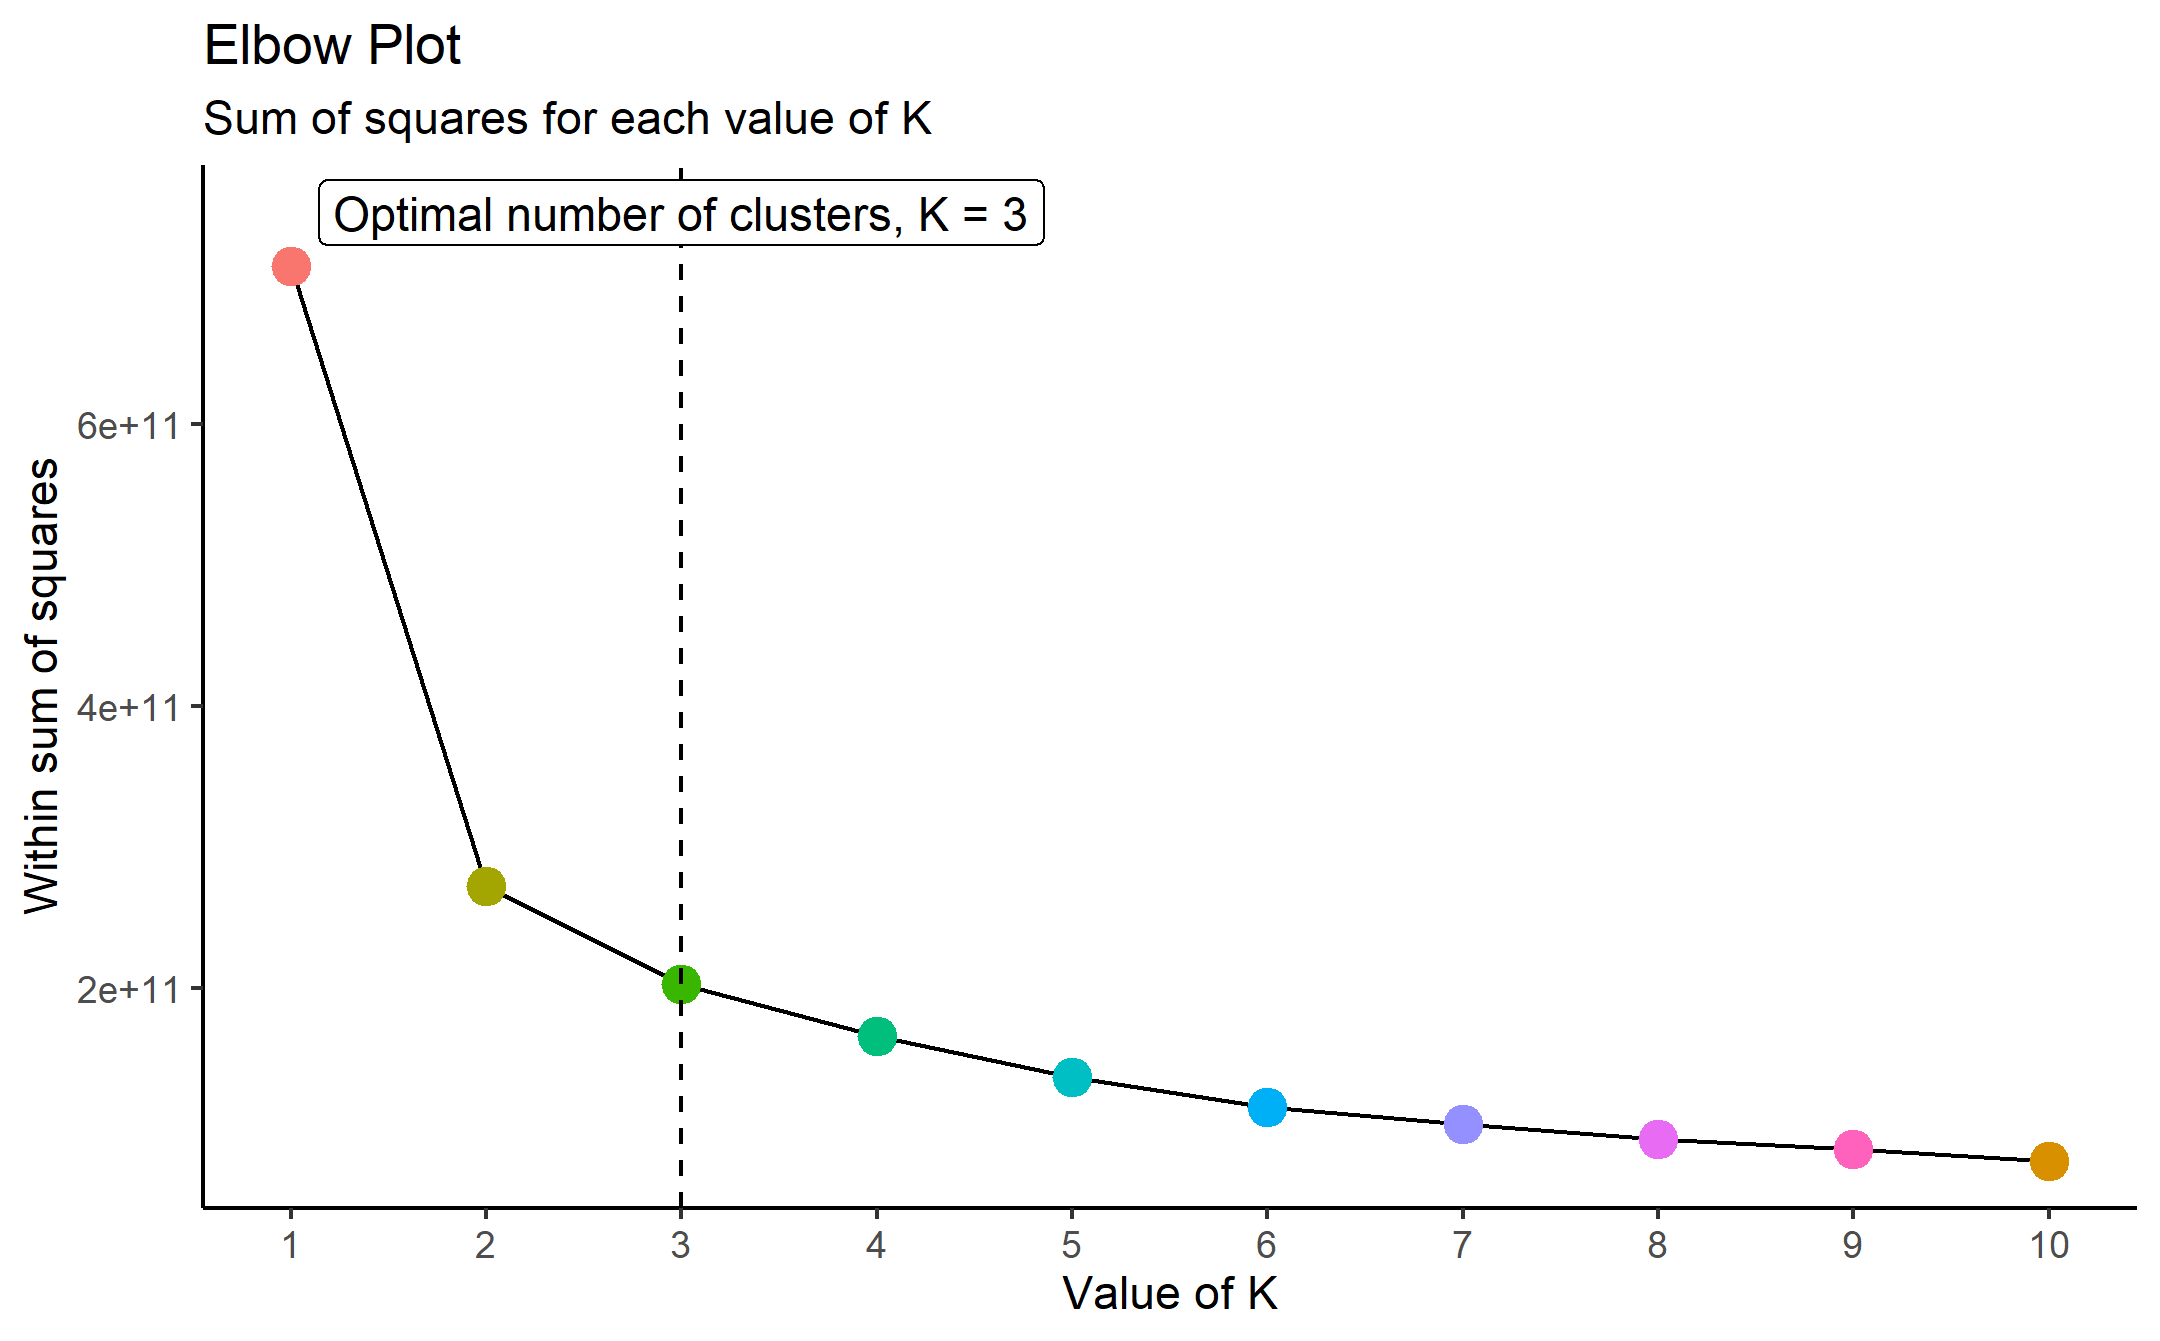 Elbow Plot
Sum of squares for each value of K
Optimal number of clusters, K = 3
Within sum of squares
6e+11
4e+11
2e+11
1 2 3 4 5 6 7 8 9 10
Value of K